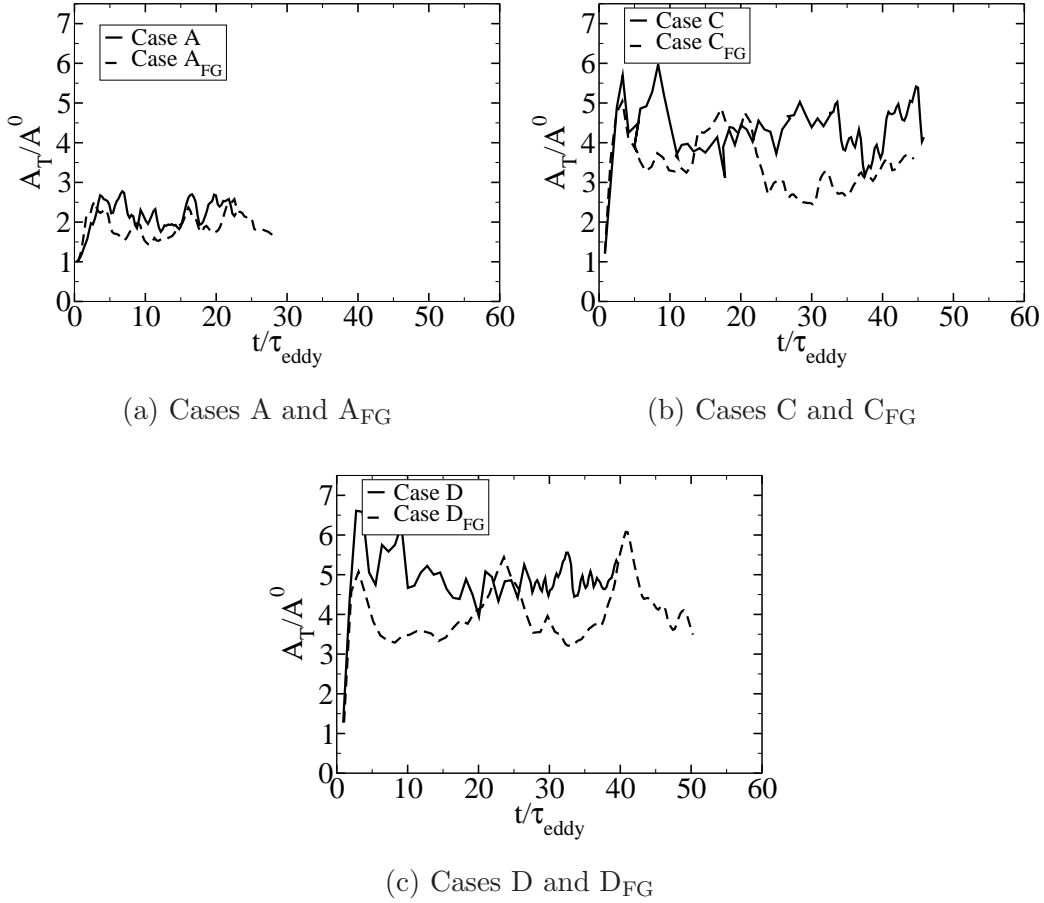 7
6
5
4
3
2
1
0
A_T/A^0
Case A
Case A_FG
0 10 20 30 40 50 60
t/τ_eddy
(a) Cases A and A_FG
7
6
5
4
3
2
1
0
A_T/A^0
Case C
Case C_FG
0 10 20 30 40 50 60
t/τ_eddy
(b) Cases C and C_FG
7
6
5
4
3
2
1
0
A_T/A^0
Case D
Case D_FG
0 10 20 30 40 50 60
t/τ_eddy
(c) Cases D and D_FG